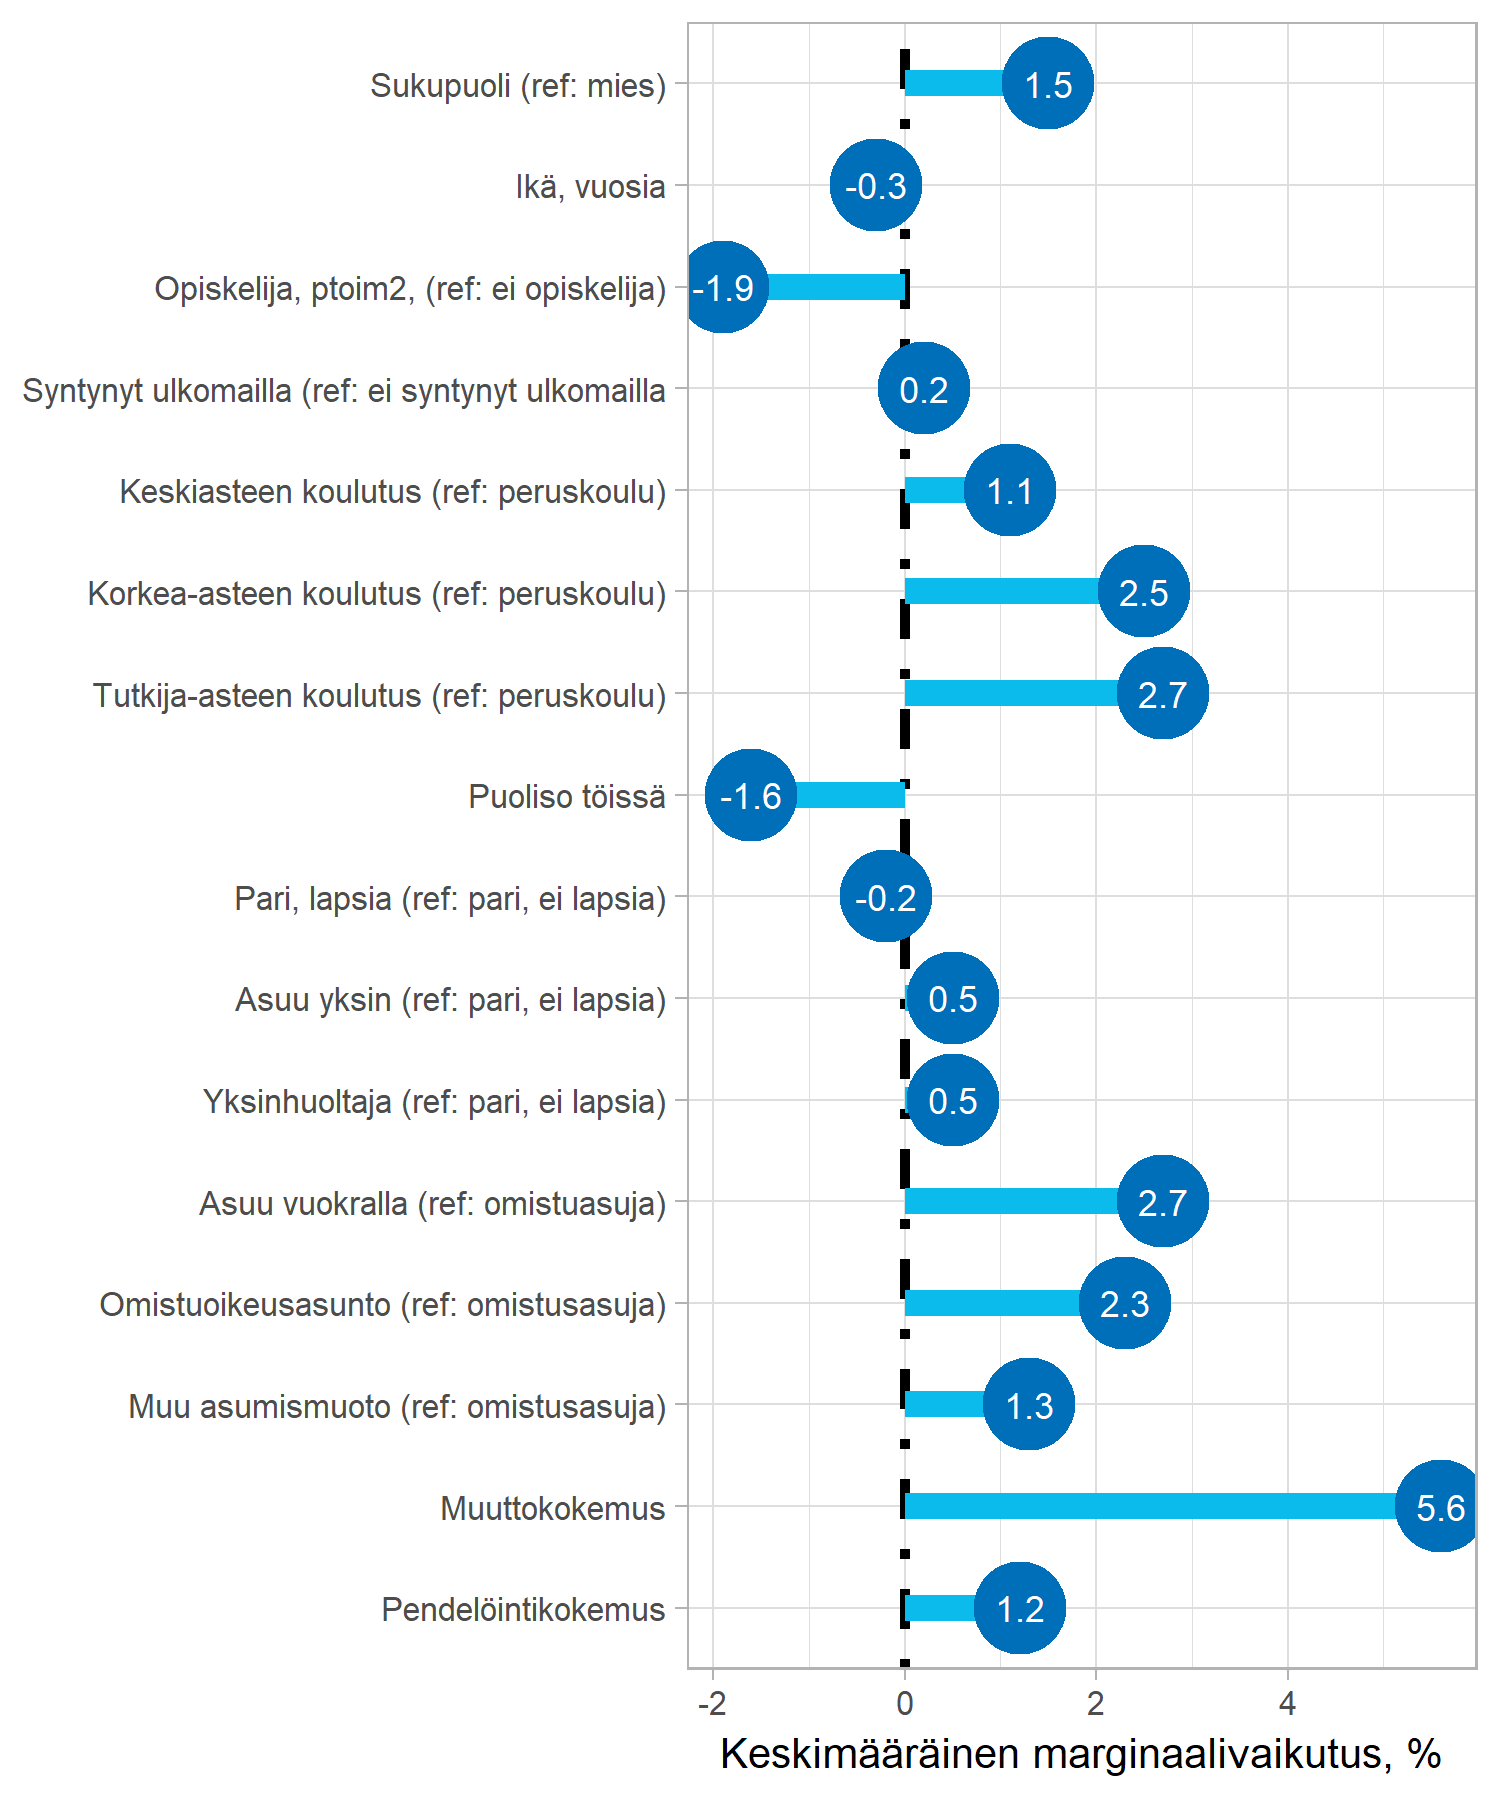 Sukupuoli (ref: mies) 1.5
Ikä, vuosia -0.3
Opiskelija, ptoim2, (ref: ei opiskelija) -1.9
Syntynyt ulkomailla (ref: ei syntynyt ulkomailla 0.2
Keskiasteen koulutus (ref: peruskoulu) 1.1
Korkea-asteen koulutus (ref: peruskoulu) 2.5
Tutkija-asteen koulutus (ref: peruskoulu) 2.7
Puoliso töissä -1.6
Pari, lapsia (ref: pari, ei lapsia) -0.2
Asuu yksin (ref: pari, ei lapsia) 0.5
Yksinhuoltaja (ref: pari, ei lapsia) 0.5
Asuu vuokralla (ref: omistuasuja) 2.7
Omistuoikeusasunto (ref: omistusasuja) 2.3
Muu asumismuoto (ref: omistusasuja) 1.3
Muuttokokemus 5.6
Pendelöintikokemus 1.2
-2 0 2 4
Keskimääräinen marginaalivaikutus, %